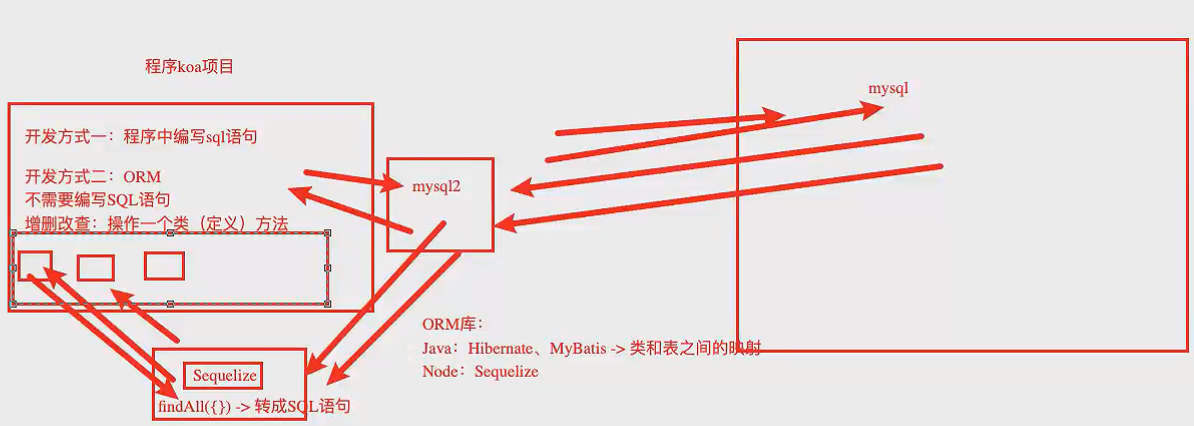 程序koa项目
mysql
开发方式一：程序中编写sql语句
开发方式二：ORM
不需要编写SQL语句
增删改查：操作一个类（定义）方法
mysql2
ORM库：
Java：Hibernate、MyBatis -> 类和表之间的映射
Node：Sequelize
Sequelize
findAll({}) -> 转成SQL语句